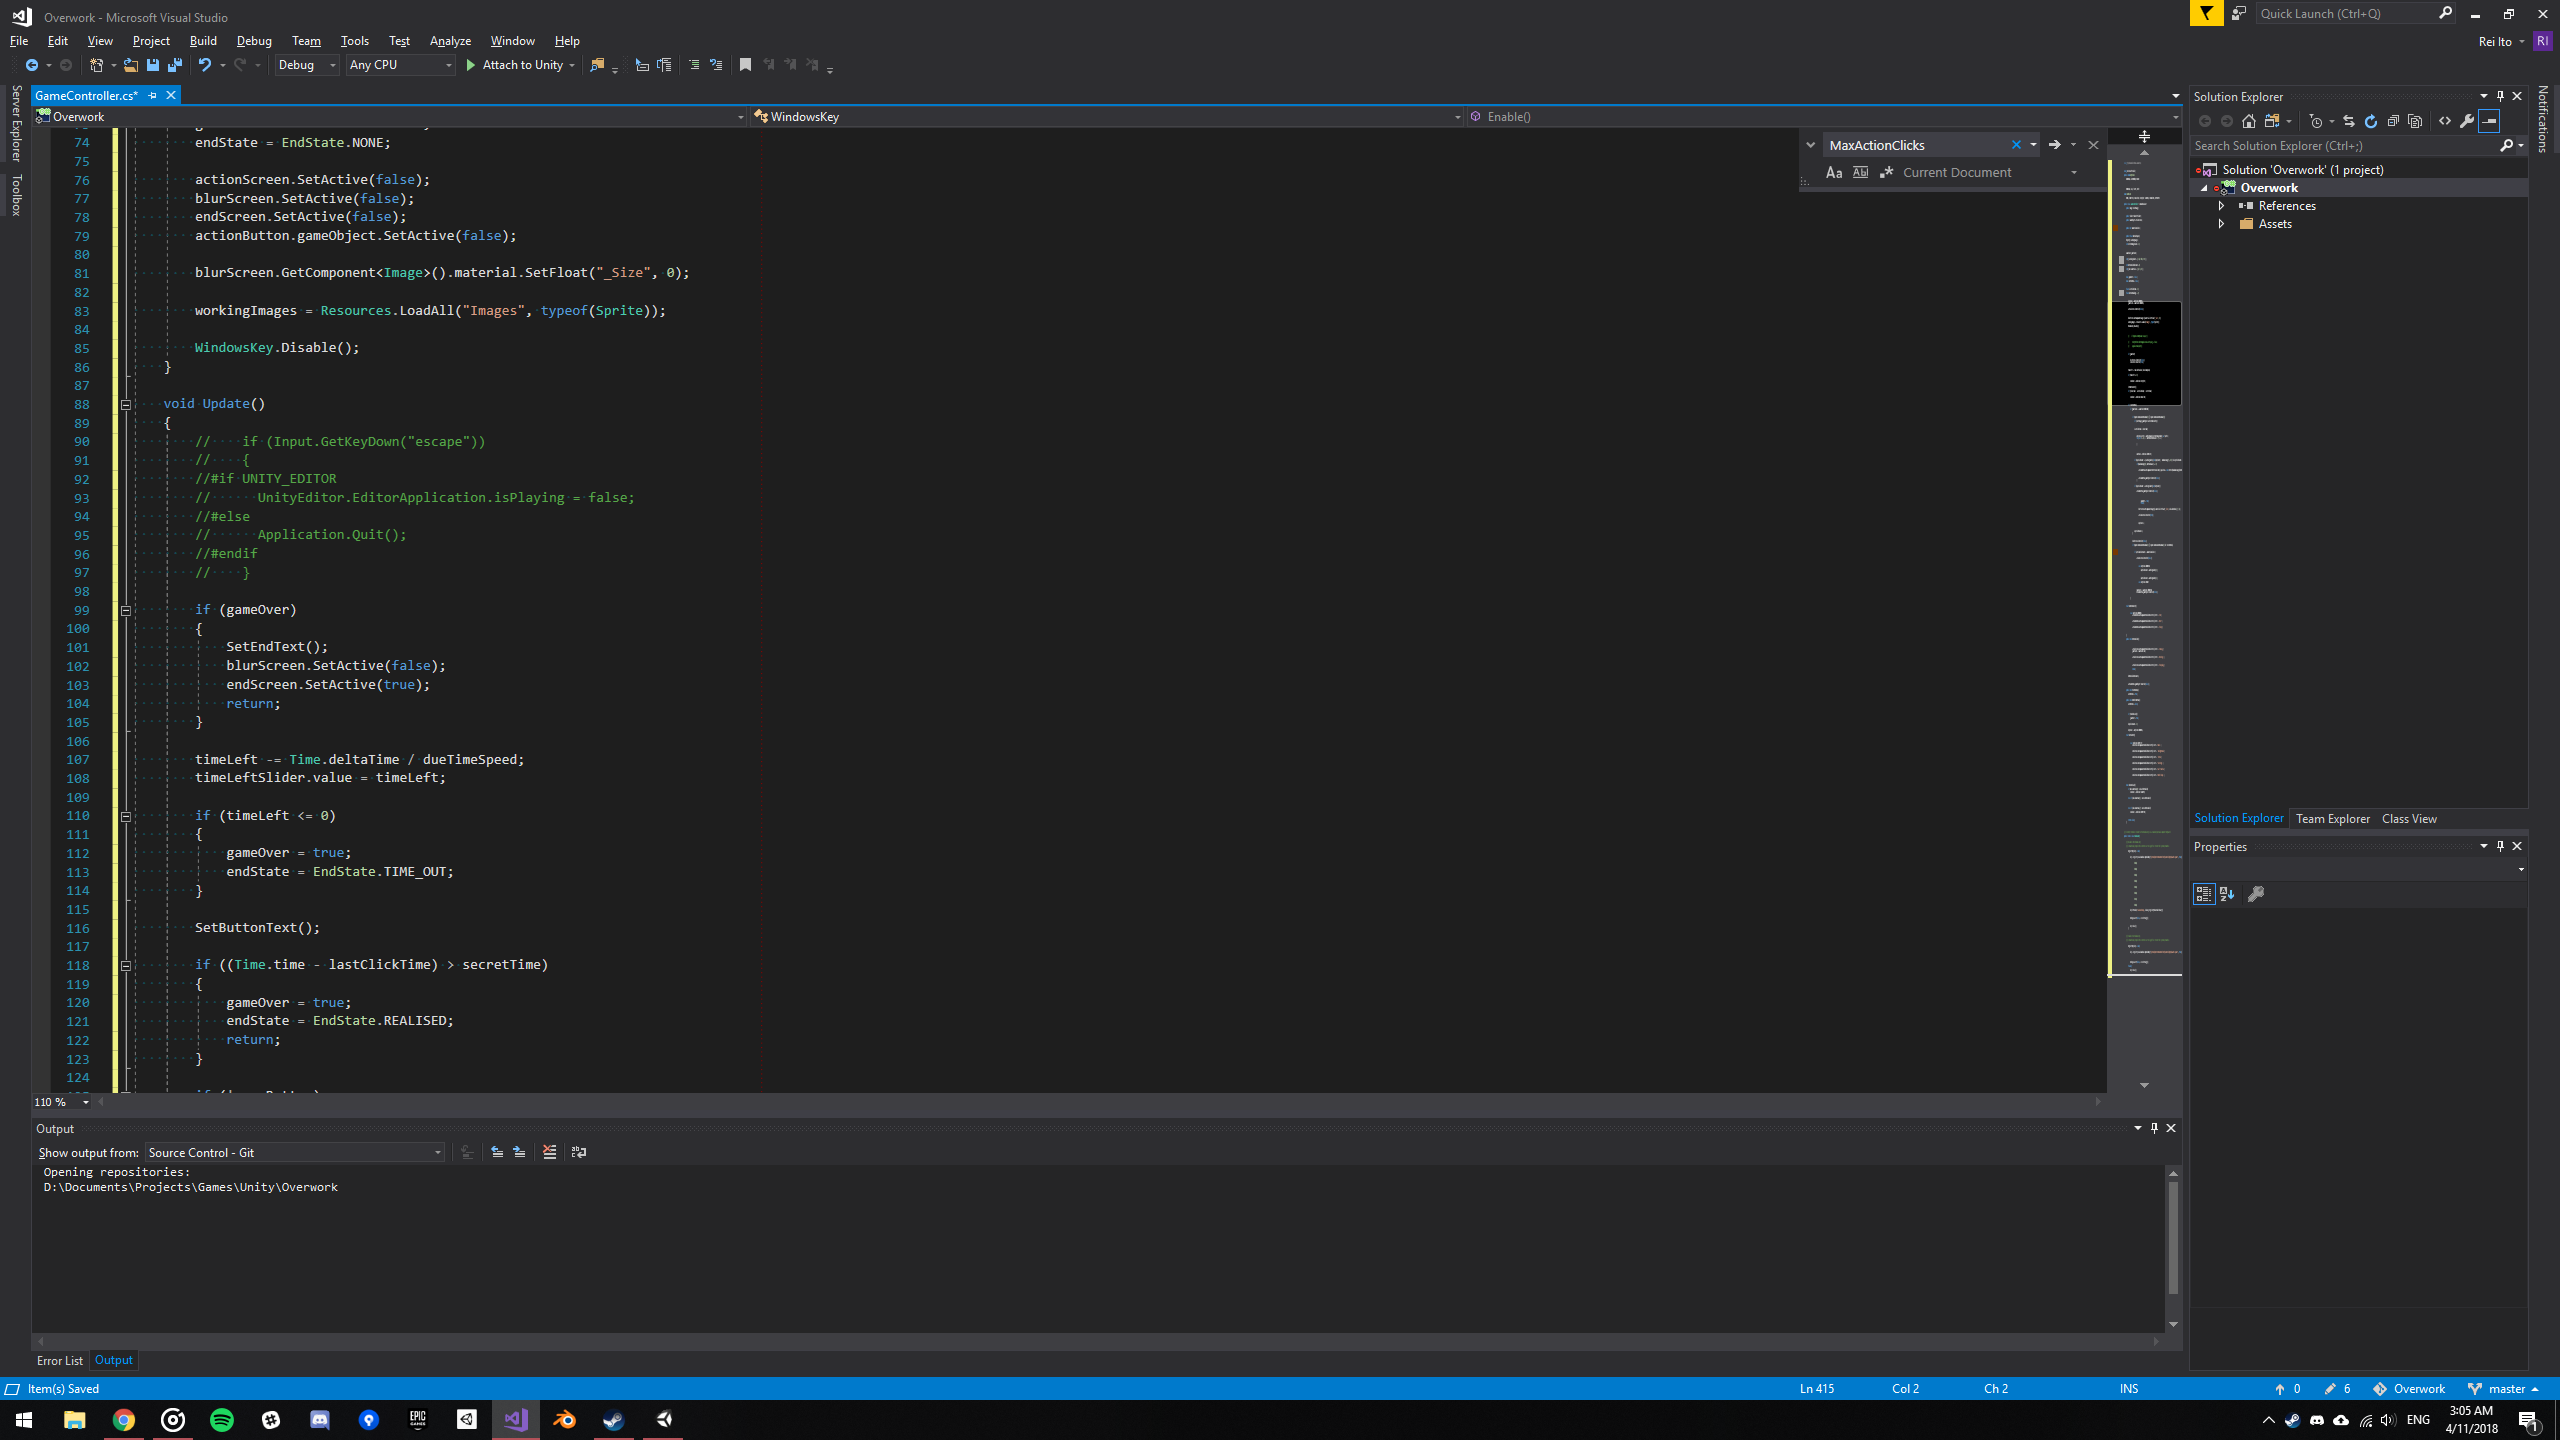 Overwork - Microsoft Visual Studio
Quick Launch (Ctrl+Q)
File Edit View Project Build Debug Team Tools Test Analyze Window Help
Rei Ito RI
Debug Any CPU Attach to Unity
Server Explorer
Toolbox
Notifications
GameController.cs*
Overwork WindowsKey Enable()
MaxActionClicks
Aa Current Document
74 endState = EndState.NONE;
75
76 actionScreen.SetActive(false);
77 blurScreen.SetActive(false);
78 endScreen.SetActive(false);
79 actionButton.gameObject.SetActive(false);
80
81 blurScreen.GetComponent<Image>().material.SetFloat("_Size", 0);
82
83 workingImages = Resources.LoadAll("Images", typeof(Sprite));
84
85 WindowsKey.Disable();
86 }
87
88 void Update()
89 {
90 // if (Input.GetKeyDown("escape"))
91 // {
92 //#if UNITY_EDITOR
93 // UnityEditor.EditorApplication.isPlaying = false;
94 //#else
95 // Application.Quit();
96 //#endif
97 // }
98
99 if (gameOver)
100 {
101 SetEndText();
102 blurScreen.SetActive(false);
103 endScreen.SetActive(true);
104 return;
105 }
106
107 timeLeft -= Time.deltaTime / dueTimeSpeed;
108 timeLeftSlider.value = timeLeft;
109
110 if (timeLeft <= 0)
111 {
112 gameOver = true;
113 endState = EndState.TIME_OUT;
114 }
115
116 SetButtonText();
117
118 if ((Time.time - lastClickTime) > secretTime)
119 {
120 gameOver = true;
121 endState = EndState.REALISED;
122 return;
123 }
124
110 %
Output
Show output from: Source Control - Git
Opening repositories:
D:\Documents\Projects\Games\Unity\Overwork
Error List Output
Solution Explorer
Search Solution Explorer (Ctrl+;)
Solution 'Overwork' (1 project)
Overwork
References
Assets
Solution Explorer Team Explorer Class View
Properties
Item(s) Saved Ln 415 Col 2 Ch 2 INS 0 6 Overwork master
EPIC GAMES
ENG 3:05 AM
4/11/2018
1